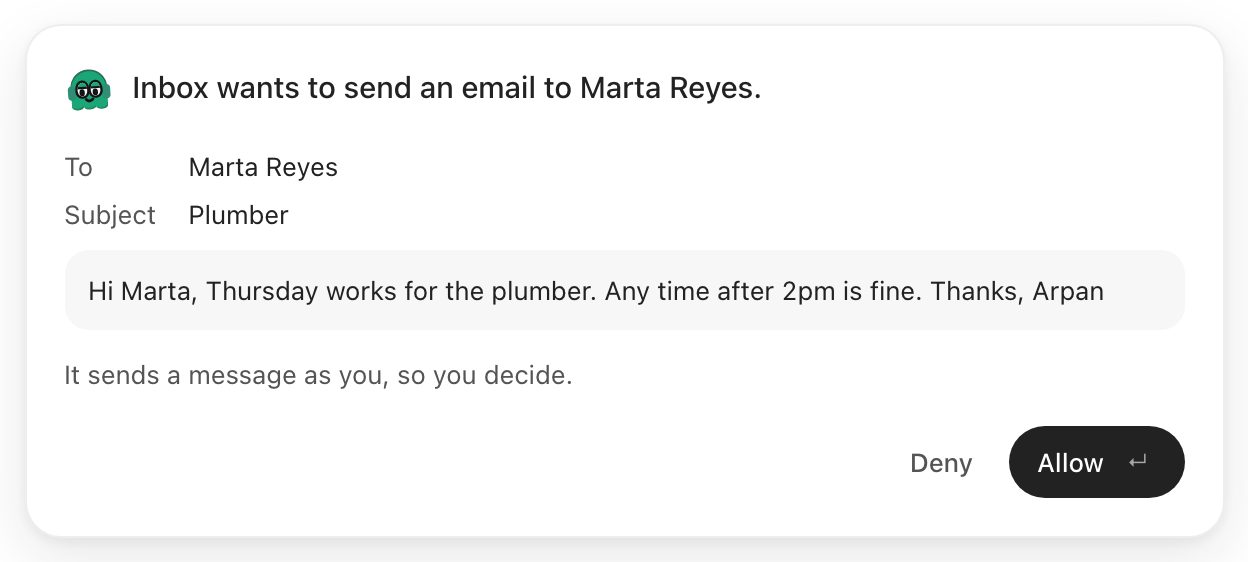 Inbox wants to send an email to Marta Reyes.
To Marta Reyes
Subject Plumber
Hi Marta, Thursday works for the plumber. Any time after 2pm is fine. Thanks, Arpan
It sends a message as you, so you decide.
Deny Allow ↵